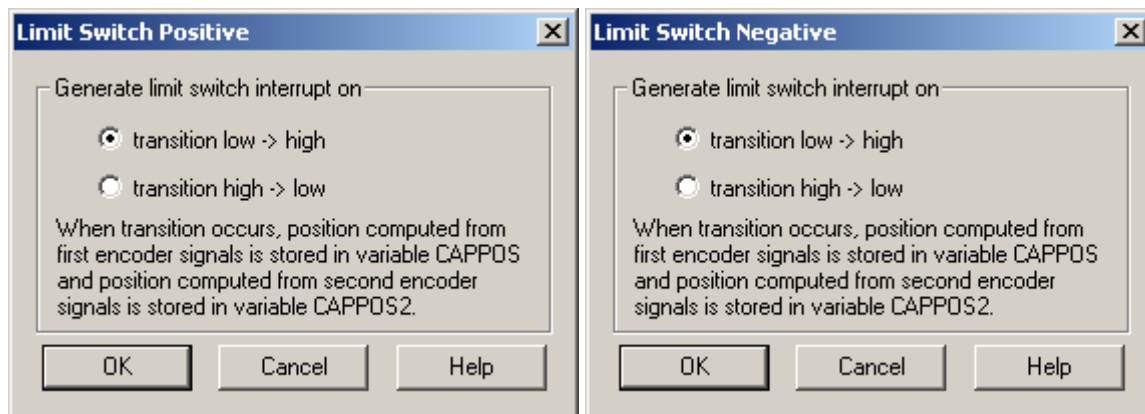 Limit Switch Positive
Generate limit switch interrupt on
transition low -> high
transition high -> low
When transition occurs, position computed from
first encoder signals is stored in variable CAPPOS
and position computed from second encoder
signals is stored in variable CAPPOS2.
OK Cancel Help
Limit Switch Negative
Generate limit switch interrupt on
transition low -> high
transition high -> low
When transition occurs, position computed from
first encoder signals is stored in variable CAPPOS
and position computed from second encoder
signals is stored in variable CAPPOS2.
OK Cancel Help